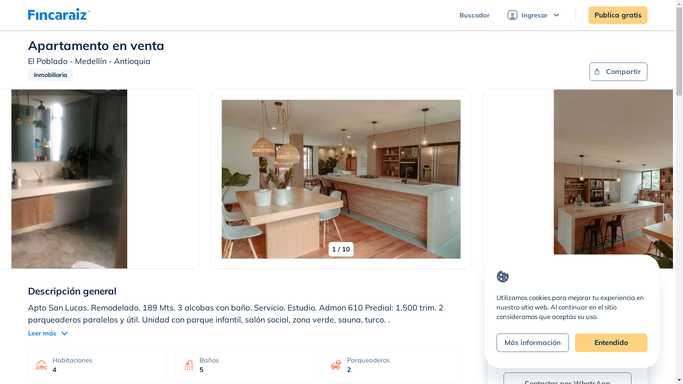 Fincaraiz
Buscador
Ingresar
Publica gratis
Apartamento en venta
El Poblado - Medellín - Antioquia
Inmobiliaria
Compartir
1 / 10
Descripción general
Apto San Lucas. Remodelado. 189 Mts. 3 alcobas con baño. Servicio. Estudio. Admon 610 Predial: 1.500 trim. 2
parqueaderos paralelos y útil. Unidad con parque infantil, salón social, zona verde, sauna, turco. .
Leer más
Habitaciones
4
Baños
5
Parqueaderos
2
Utilizamos cookies para mejorar tu experiencia en
nuestro sitio web. Al continuar en el sitio
consideramos que aceptas su uso.
Más información
Entendido
Contactar por WhatsApp